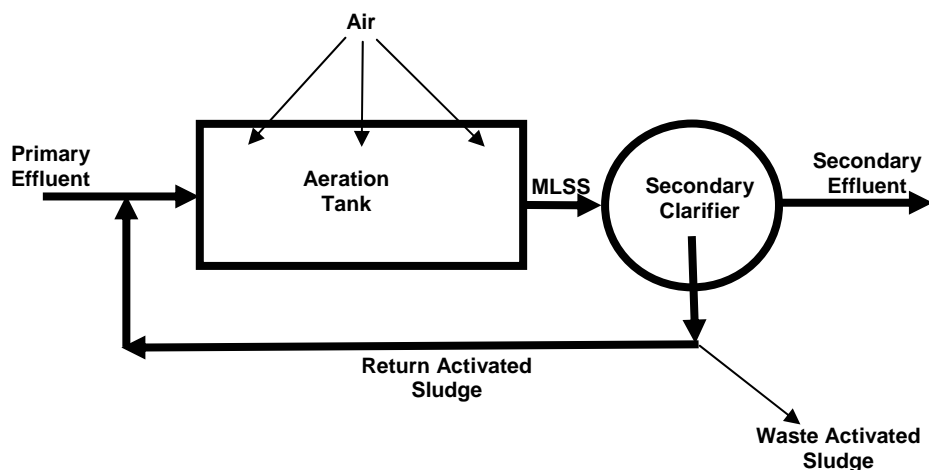 Air
Primary
Effluent
Aeration
Tank
MLSS
Secondary
Clarifier
Secondary
Effluent
Return Activated
Sludge
Waste Activated
Sludge